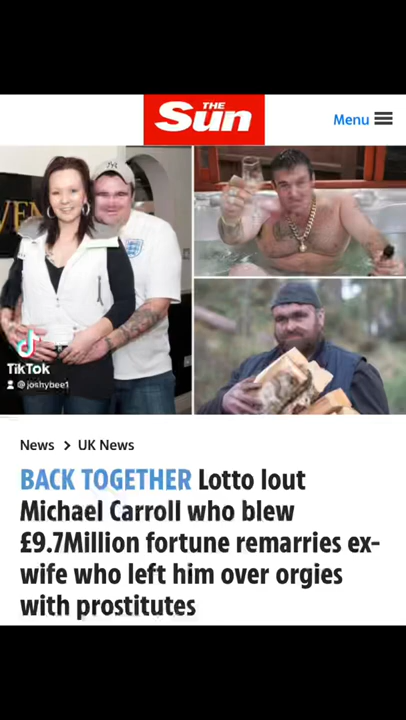 THE
Sun
Menu
VEN
TikTok
@joshybee1
News > UK News
BACK TOGETHER Lotto lout
Michael Carroll who blew
£9.7Million fortune remarries ex-
wife who left him over orgies
with prostitutes